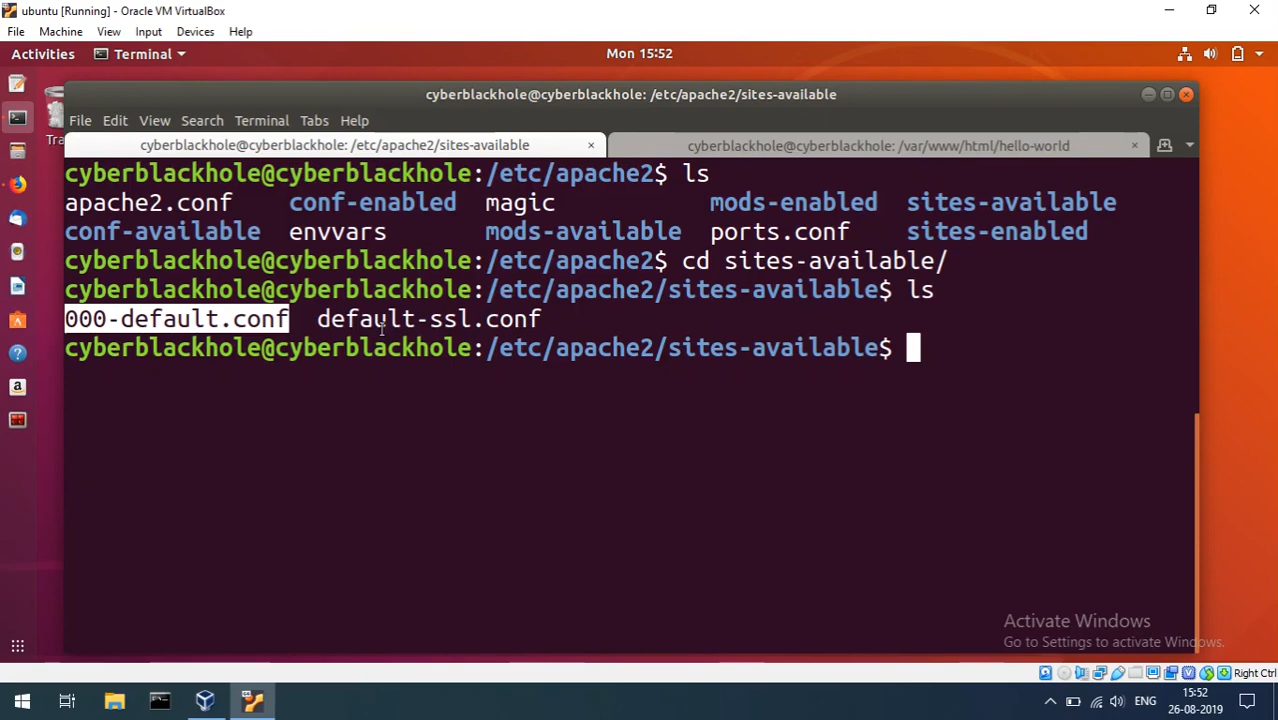 ubuntu [Running] - Oracle VM VirtualBox
File Machine View Input Devices Help
Activities Terminal Mon 15:52
cyberblackhole@cyberblackhole: /etc/apache2/sites-available
File Edit View Search Terminal Tabs Help
cyberblackhole@cyberblackhole: /etc/apache2/sites-available × cyberblackhole@cyberblackhole: /var/www/html/hello-world ×
cyberblackhole@cyberblackhole:/etc/apache2$ ls
apache2.conf conf-enabled magic mods-enabled sites-available
conf-available envvars mods-available ports.conf sites-enabled
cyberblackhole@cyberblackhole:/etc/apache2$ cd sites-available/
cyberblackhole@cyberblackhole:/etc/apache2/sites-available$ ls
000-default.conf default-ssl.conf
cyberblackhole@cyberblackhole:/etc/apache2/sites-available$
Activate Windows
Go to Settings to activate Windows.
Right Ctrl
ENG 15:52
26-08-2019